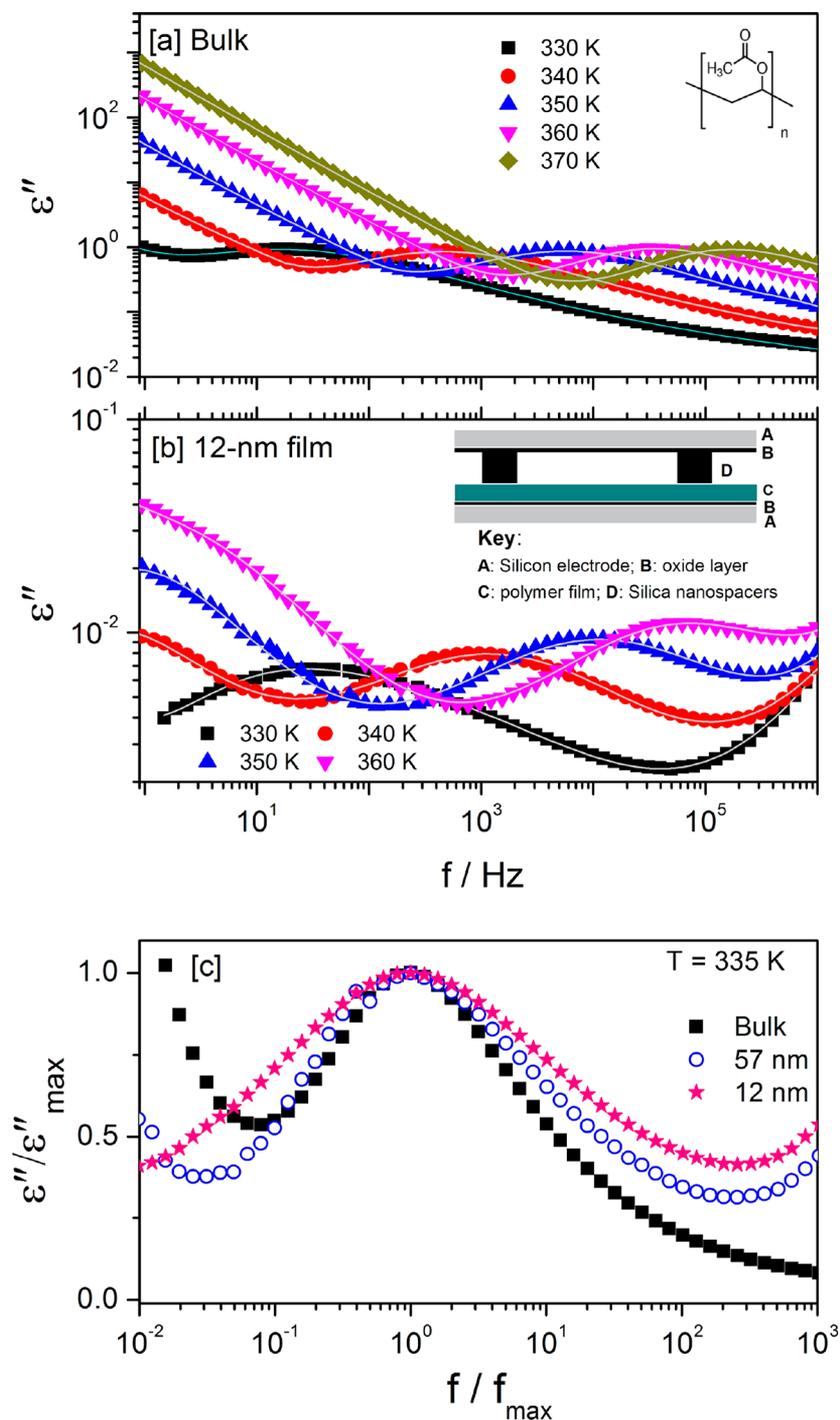 [a] Bulk
330 K
340 K
350 K
360 K
370 K
O
H₃C
O
n
10²
10⁰
10⁻²
ε″
[b] 12-nm film
A
B
D
C
B
A
Key:
A: Silicon electrode; B: oxide layer
C: polymer film; D: Silica nanospacers
10⁻¹
10⁻²
ε″
330 K 340 K
350 K 360 K
10¹ 10³ 10⁵
f / Hz
[c] T = 335 K
Bulk
57 nm
12 nm
1.0
0.5
0.0
ε″/ε″max
10⁻² 10⁻¹ 10⁰ 10¹ 10² 10³
f / fmax